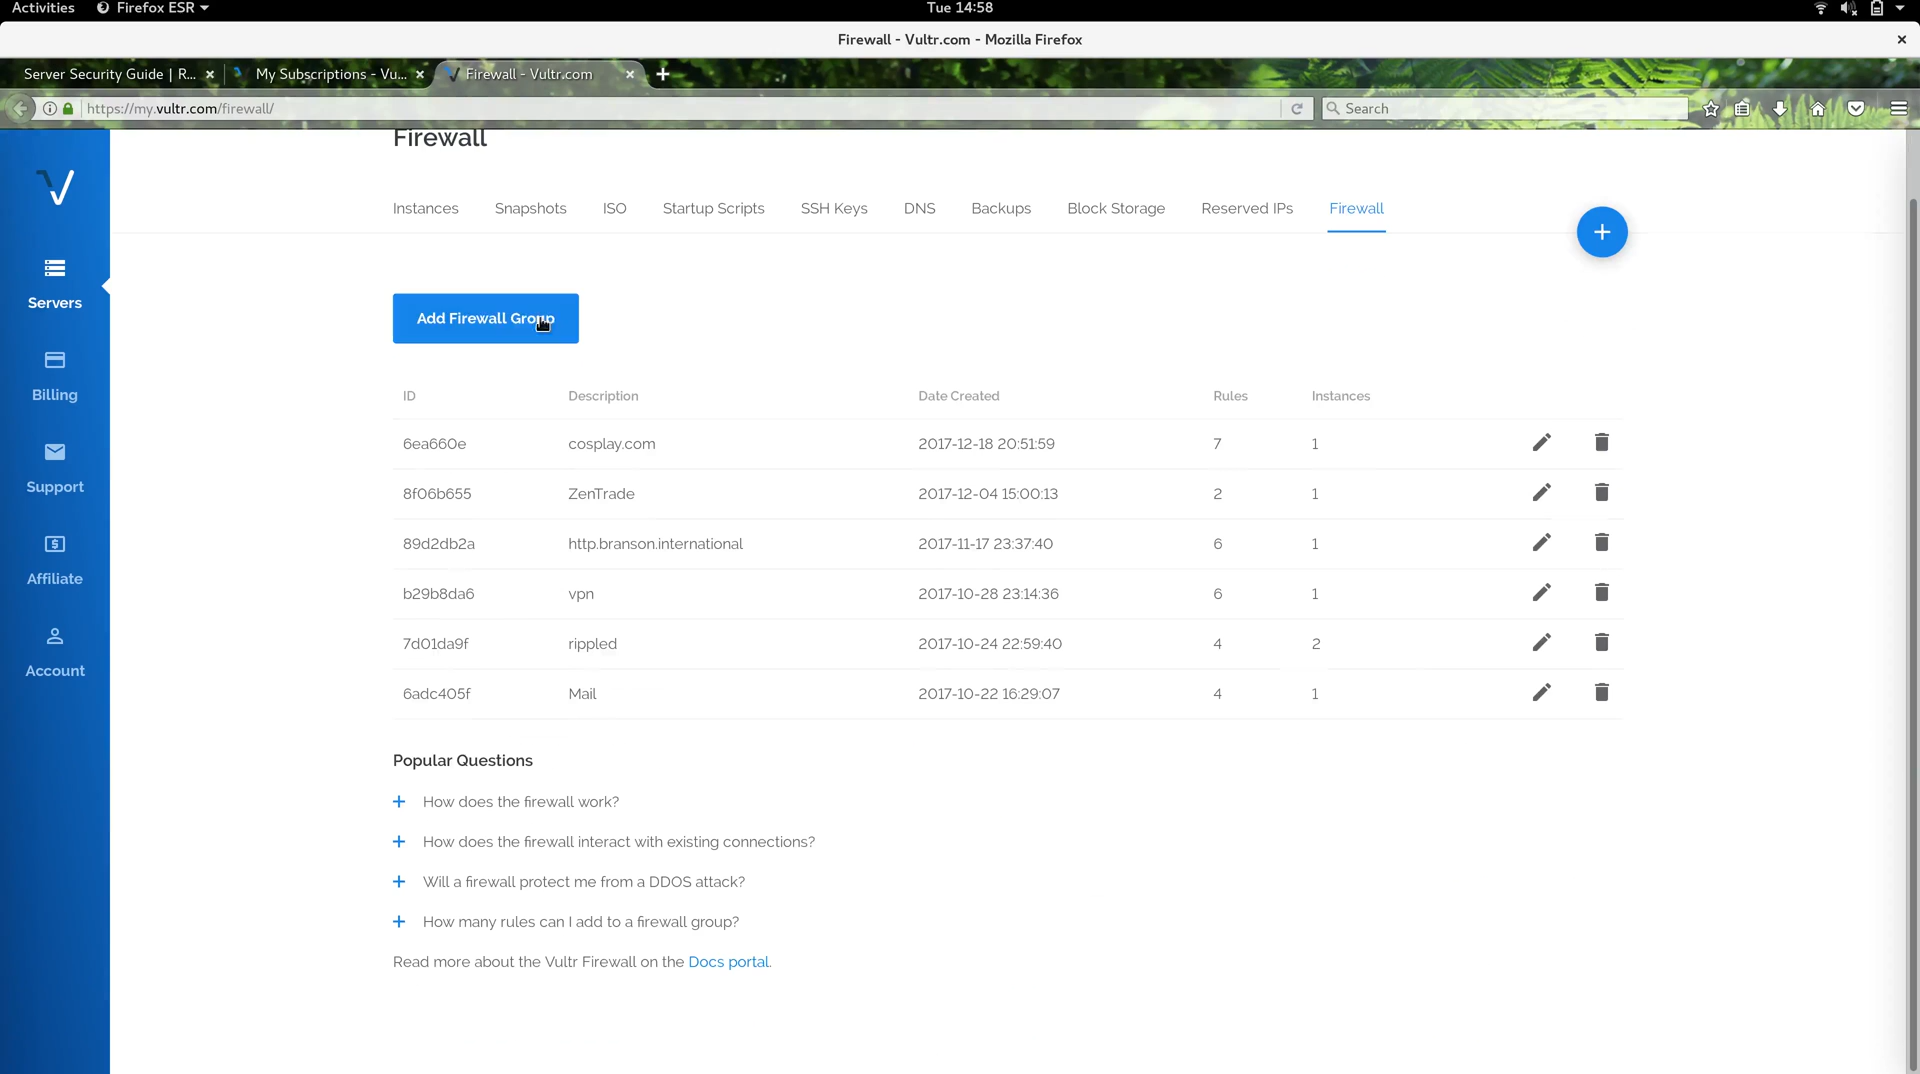 Activities Firefox ESR Tue 14:58
Firewall - Vultr.com - Mozilla Firefox
Server Security Guide | R... My Subscriptions - Vu... Firewall - Vultr.com
https://my.vultr.com/firewall/ Search
Firewall
Instances Snapshots ISO Startup Scripts SSH Keys DNS Backups Block Storage Reserved IPs Firewall
Servers
Billing
Support
Affiliate
Account
Add Firewall Group
ID Description Date Created Rules Instances
6ea660e cosplay.com 2017-12-18 20:51:59 7 1
8f06b655 ZenTrade 2017-12-04 15:00:13 2 1
89d2db2a http.branson.international 2017-11-17 23:37:40 6 1
b29b8da6 vpn 2017-10-28 23:14:36 6 1
7d01da9f rippled 2017-10-24 22:59:40 4 2
6adc405f Mail 2017-10-22 16:29:07 4 1
Popular Questions
+ How does the firewall work?
+ How does the firewall interact with existing connections?
+ Will a firewall protect me from a DDOS attack?
+ How many rules can I add to a firewall group?
Read more about the Vultr Firewall on the Docs portal.